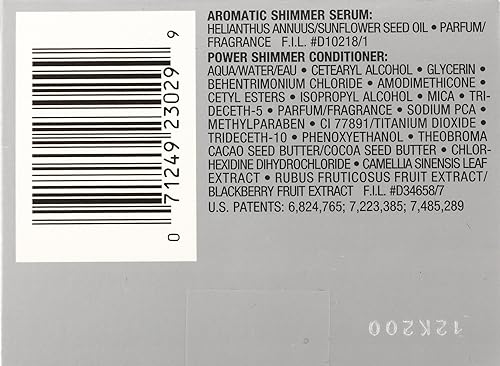 AROMATIC SHIMMER SERUM:
HELIANTHUS ANNUUS/SUNFLOWER SEED OIL • PARFUM/
FRAGRANCE F.I.L. #D10218/1
POWER SHIMMER CONDITIONER:
AQUA/WATER/EAU • CETEARYL ALCOHOL • GLYCERIN •
BEHENTRIMONIUM CHLORIDE • AMODIMETHICONE •
CETYL ESTERS • ISOPROPYL ALCOHOL • MICA • TRI-
DECETH-5 • PARFUM/FRAGRANCE • SODIUM PCA •
METHYLPARABEN • CI 77891/TITANIUM DIOXIDE •
TRIDECETH-10 • PHENOXYETHANOL • THEOBROMA
CACAO SEED BUTTER/COCOA SEED BUTTER • CHLOR-
HEXIDINE DIHYDROCHLORIDE • CAMELLIA SINENSIS LEAF
EXTRACT • RUBUS FRUTICOSUS FRUIT EXTRACT/
BLACKBERRY FRUIT EXTRACT F.I.L. #D34658/7
U.S. PATENTS: 6,824,765; 7,223,385; 7,485,289
0 71249 23029 9
12K200